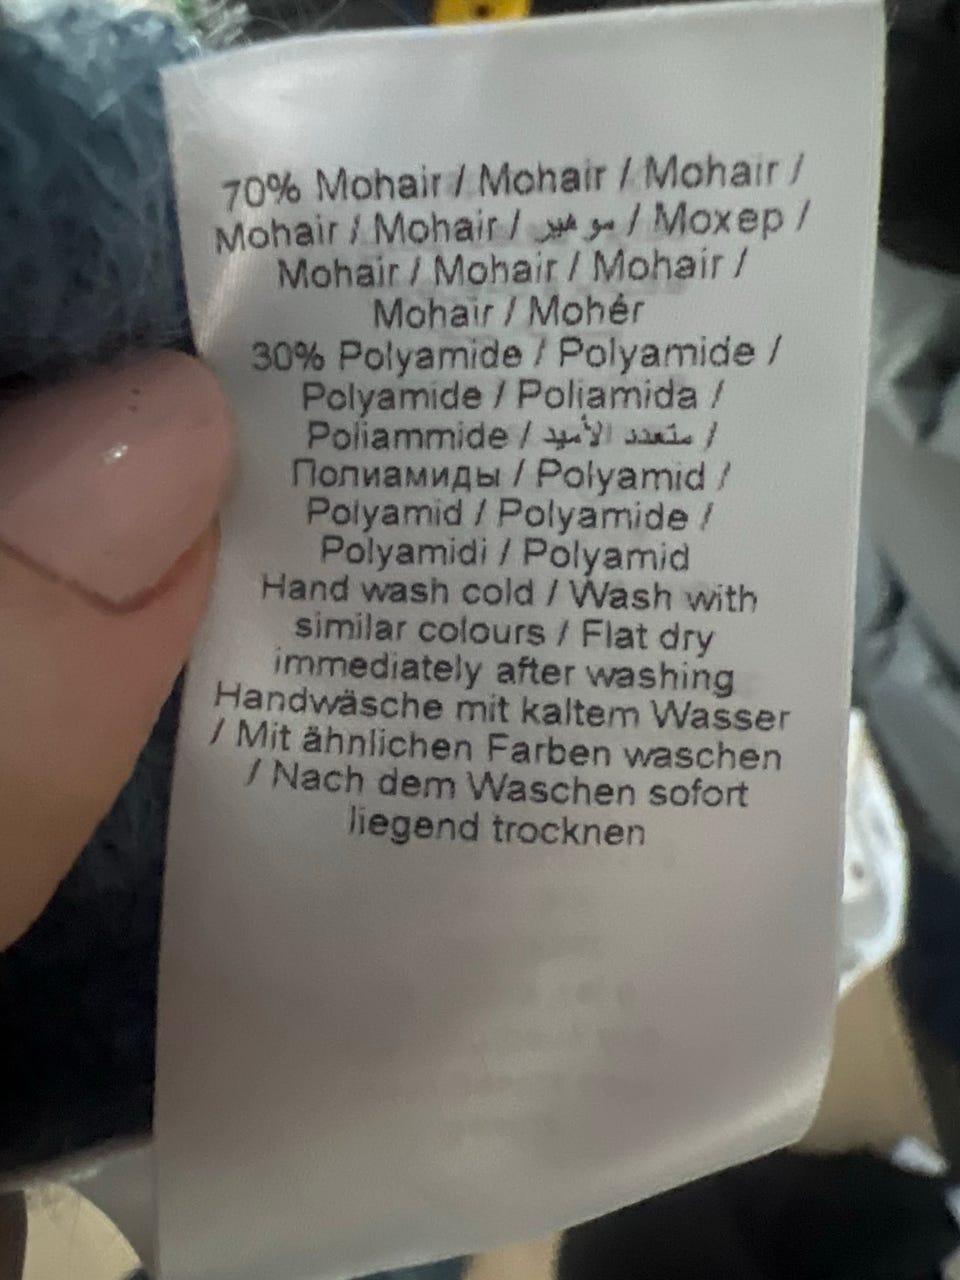 70% Mohair / Mohair / Mohair /
Mohair / Mohair / مو هير / Мохер /
Mohair / Mohair / Mohair /
Mohair / Mohér
30% Polyamide / Polyamide /
Polyamide / Poliamida /
Poliammide / متعدد الأميد /
Полиамиды / Polyamid /
Polyamid / Polyamide /
Polyamidi / Polyamid
Hand wash cold / Wash with
similar colours / Flat dry
immediately after washing
Handwäsche mit kaltem Wasser
/ Mit ähnlichen Farben waschen
/ Nach dem Waschen sofort
liegend trocknen